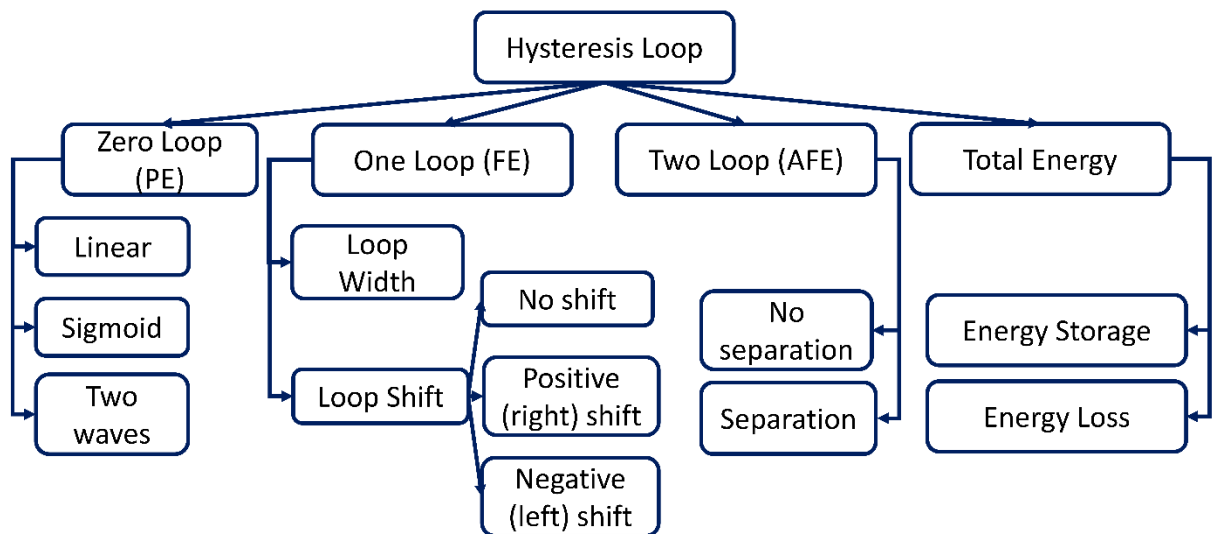 Hysteresis Loop
Zero Loop
(PE)
One Loop (FE)
Two Loop (AFE)
Total Energy
Linear
Sigmoid
Two
waves
Loop
Width
Loop Shift
No shift
Positive
(right) shift
Negative
(left) shift
No
separation
Separation
Energy Storage
Energy Loss